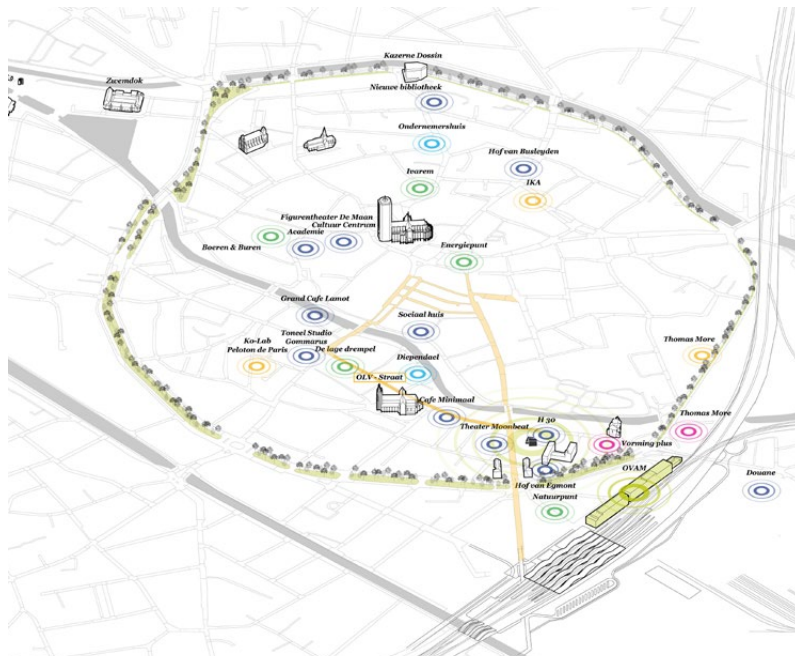 Kazerne Dossin
Zwemdok
Nieuwe bibliotheek
Ondernemershuis
Hof van Busleyden
Ivarem
IKA
Figurentheater De Maan
Cultuur Centrum
Academie
Boeren & Buren
Energiepunt
Grand Cafe Lamot
Sociaal huis
Toneel Studio
Gommarus
Ko-Lab
Peloton de Paris
De lage drempel
Thomas More
Diependael
OLV - Straat
Cafe Minimaal
Thomas More
H 30
Theater Moonbeat
Vorming plus
OVAM
Douane
Hof van Egmont
Natuurpunt